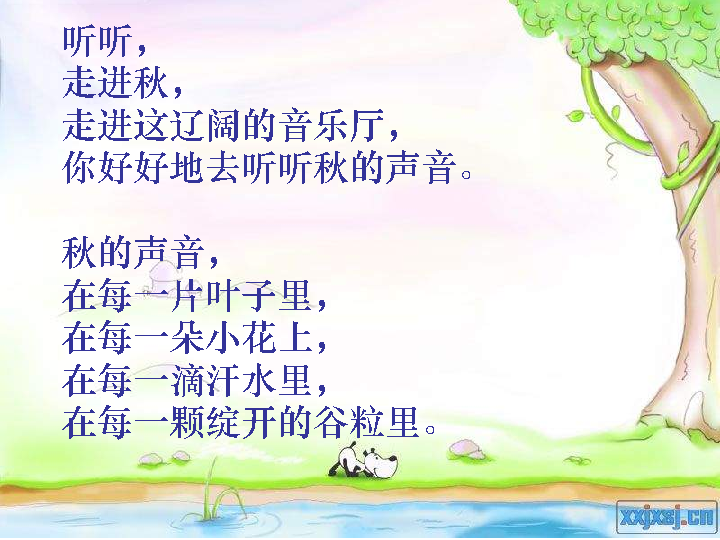 听听，
走进秋，
走进这辽阔的音乐厅，
你好好地去听听秋的声音。
秋的声音，
在每一片叶子里，
在每一朵小花上，
在每一滴汗水里，
在每一颗绽开的谷粒里。
xxjxsj.cn